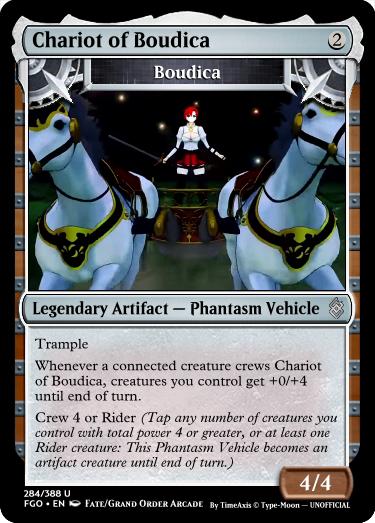 Chariot of Boudica 2
Boudica
Legendary Artifact — Phantasm Vehicle
Trample
Whenever a connected creature crews Chariot
of Boudica, creatures you control get +0/+4
until end of turn.
Crew 4 or Rider (Tap any number of creatures you
control with total power 4 or greater, or at least one
Rider creature: This Phantasm Vehicle becomes an
artifact creature until end of turn.)
4/4
284/388 U
FGO • EN Fate/Grand Order Arcade By TimeAxis © Type-Moon — UNOFFICIAL